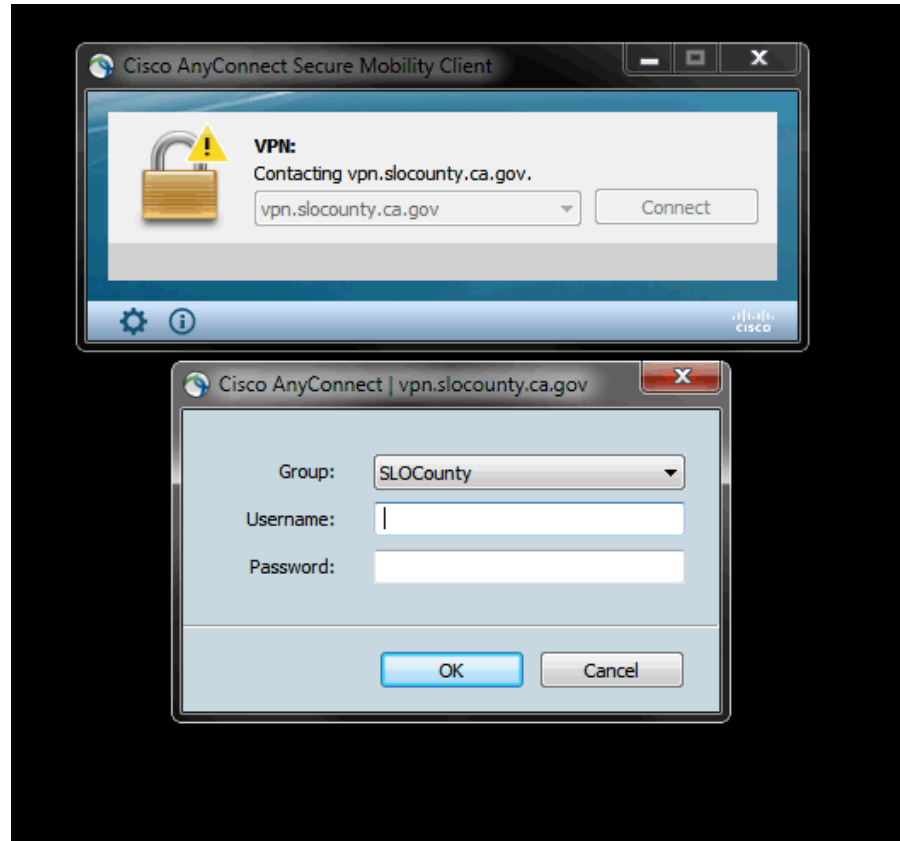 Cisco AnyConnect Secure Mobility Client
VPN:
Contacting vpn.slocounty.ca.gov.
vpn.slocounty.ca.gov
Connect
CISCO
Cisco AnyConnect | vpn.slocounty.ca.gov
Group:
SLOCounty
Username:
Password:
OK
Cancel